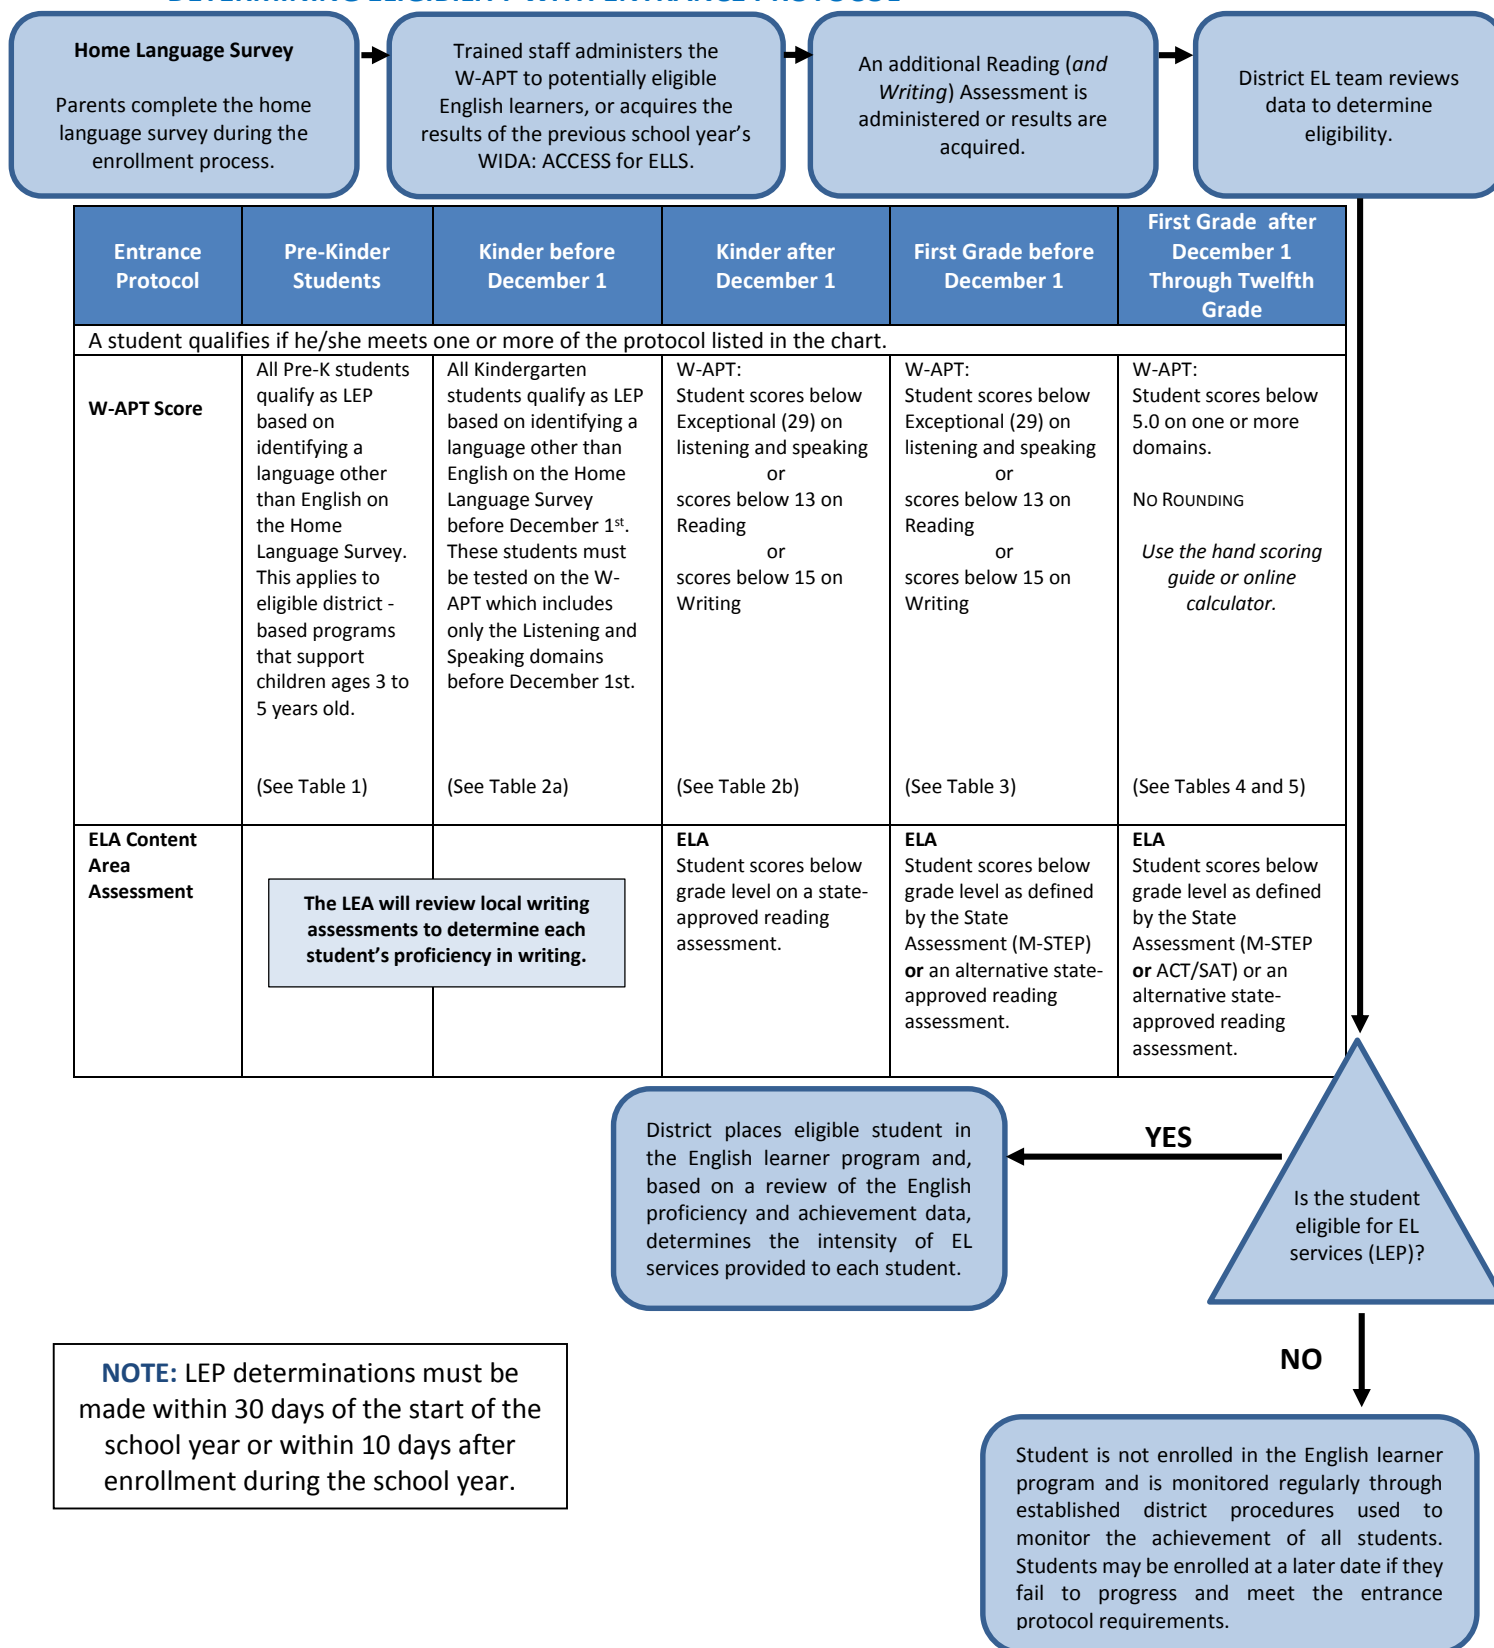 DETERMINING ELIGIBILITY WITH ENTRANCE PROTOCOL
Home Language Survey
Parents complete the home
language survey during the
enrollment process.
Trained staff administers the
W-APT to potentially eligible
English learners, or acquires the
results of the previous school year's
WIDA: ACCESS for ELLS.
An additional Reading (and
Writing) Assessment is
administered or results are
acquired.
District EL team reviews
data to determine
eligibility.
Entrance
Protocol
Pre-Kinder
Students
Kinder before
December 1
Kinder after
December 1
First Grade before
December 1
First Grade after
December 1
Through Twelfth
Grade
A student qualifies if he/she meets one or more of the protocol listed in the chart.
W-APT Score
All Pre-K students
qualify as LEP
based on
identifying a
language other
than English on
the Home
Language Survey.
This applies to
eligible district -
based programs
that support
children ages 3 to
5 years old.
(See Table 1)
All Kindergarten
students qualify as LEP
based on identifying a
language other than
English on the Home
Language Survey
before December 1st.
These students must
be tested on the W-
APT which includes
only the Listening and
Speaking domains
before December 1st.
(See Table 2a)
W-APT:
Student scores below
Exceptional (29) on
listening and speaking
or
scores below 13 on
Reading
or
scores below 15 on
Writing
(See Table 2b)
W-APT:
Student scores below
Exceptional (29) on
listening and speaking
or
scores below 13 on
Reading
or
scores below 15 on
Writing
(See Table 3)
W-APT:
Student scores below
5.0 on one or more
domains.
NO ROUNDING
Use the hand scoring
guide or online
calculator.
(See Tables 4 and 5)
ELA Content
Area
Assessment
The LEA will review local writing
assessments to determine each
student's proficiency in writing.
ELA
Student scores below
grade level on a state-
approved reading
assessment.
ELA
Student scores below
grade level as defined
by the State
Assessment (M-STEP)
or an alternative state-
approved reading
assessment.
ELA
Student scores below
grade level as defined
by the State
Assessment (M-STEP
or ACT/SAT) or an
alternative state-
approved reading
assessment.
District places eligible student in
the English learner program and,
based on a review of the English
proficiency and achievement data,
determines the intensity of EL
services provided to each student.
YES
Is the student
eligible for EL
services (LEP)?
NO
NOTE: LEP determinations must be
made within 30 days of the start of the
school year or within 10 days after
enrollment during the school year.
Student is not enrolled in the English learner
program and is monitored regularly through
established district procedures used to
monitor the achievement of all students.
Students may be enrolled at a later date if they
fail to progress and meet the entrance
protocol requirements.